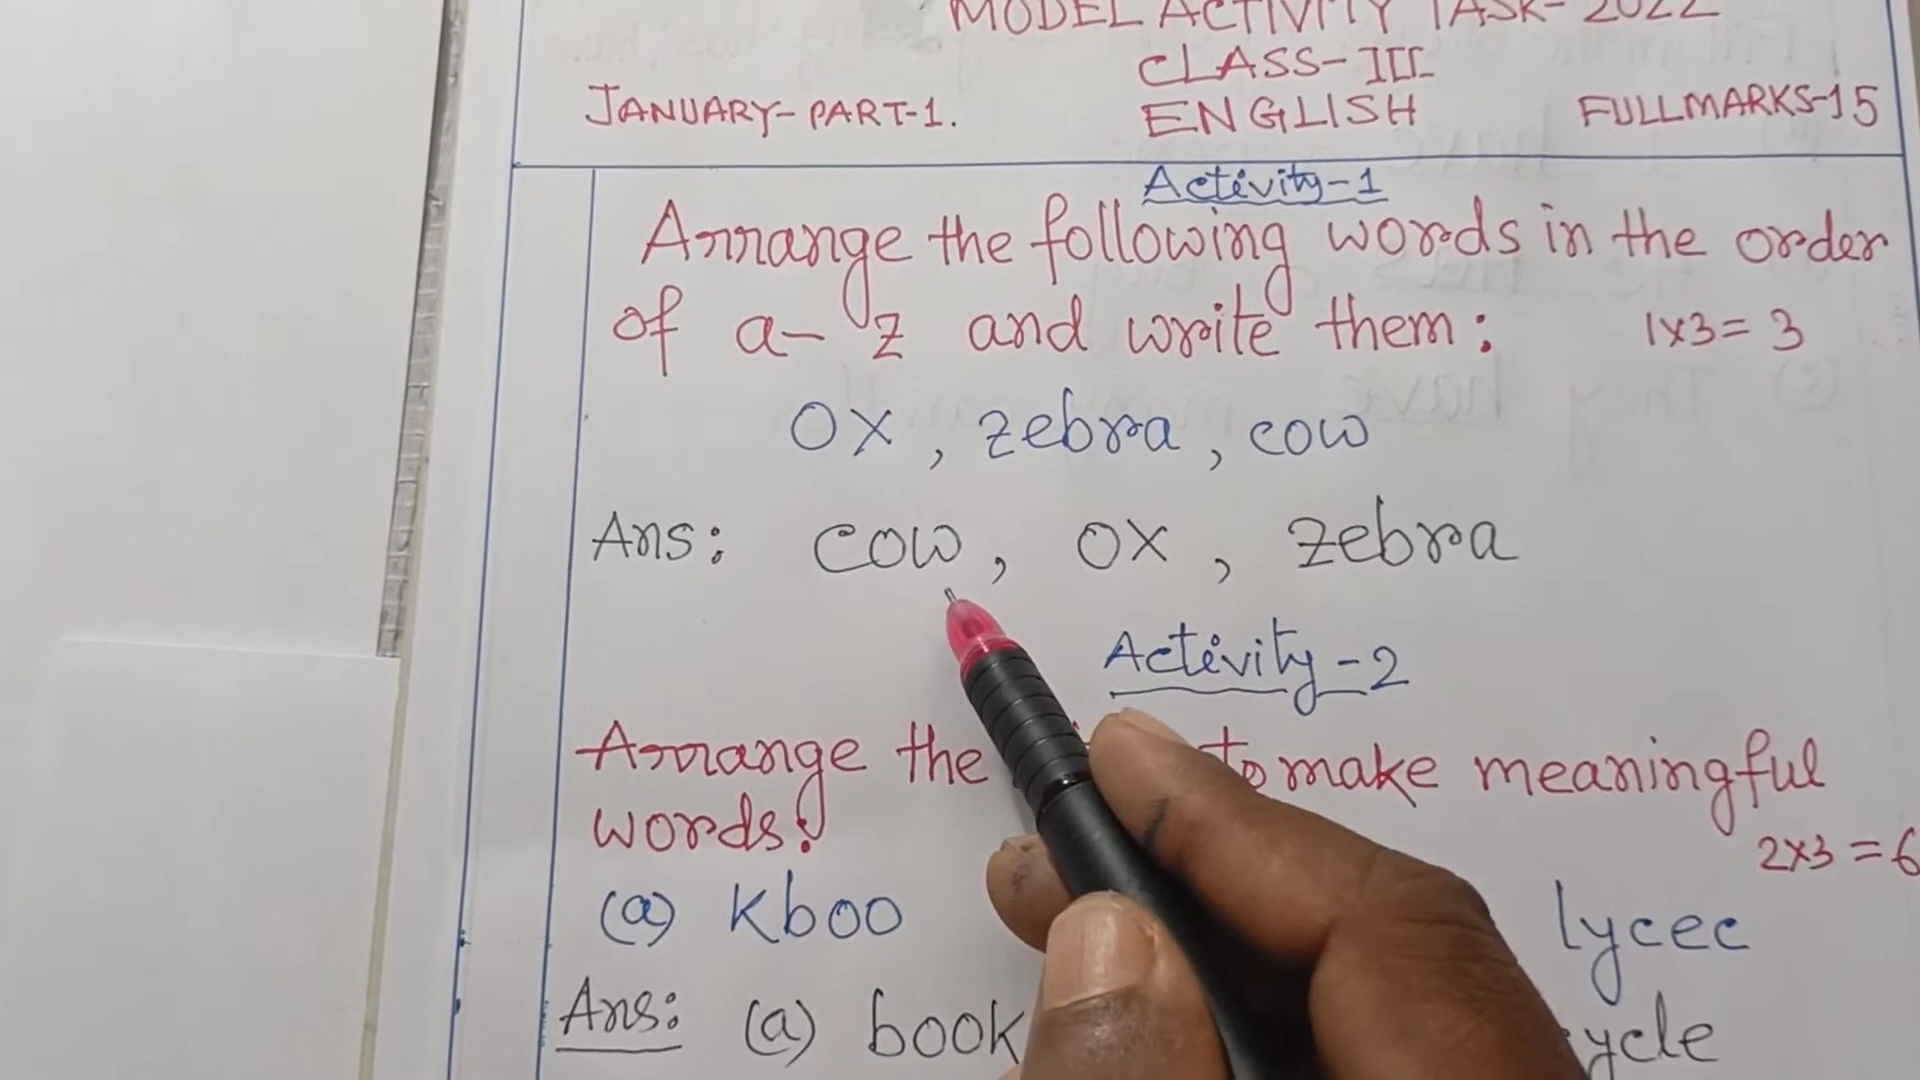 MODEL ACTIVITY TASK-2022
CLASS-III
JANUARY-PART-1. ENGLISH FULLMARKS-15
Activity-1
Arrange the following words in the order
of a-z and write them: 1x3=3
OX, zebra, cow
Ans: cow, ox, zebra
Activity-2
Arrange the to make meaningful
words: 2x3=6
(a) Kboo lycec
Ans: (a) book